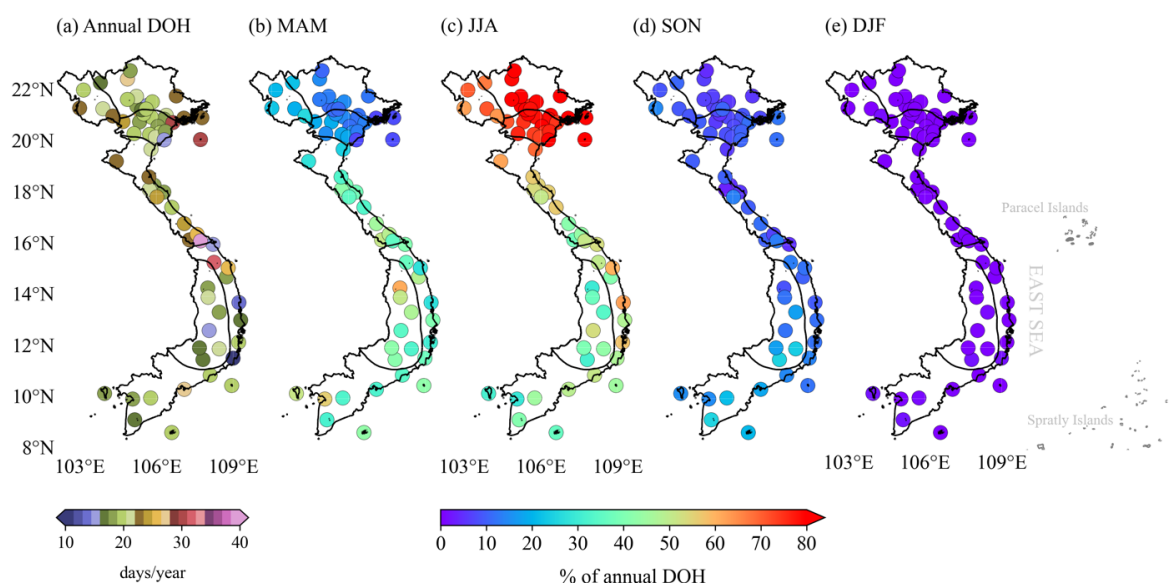 (a) Annual DOH (b) MAM (c) JJA (d) SON (e) DJF
22°N
20°N
18°N
16°N
14°N
12°N
10°N
8°N
Paracel Islands
EAST SEA
Spratly Islands
103°E 106°E 109°E 103°E 106°E 109°E 103°E 106°E 109°E
10 20 30 40
days/year
0 10 20 30 40 50 60 70 80
% of annual DOH